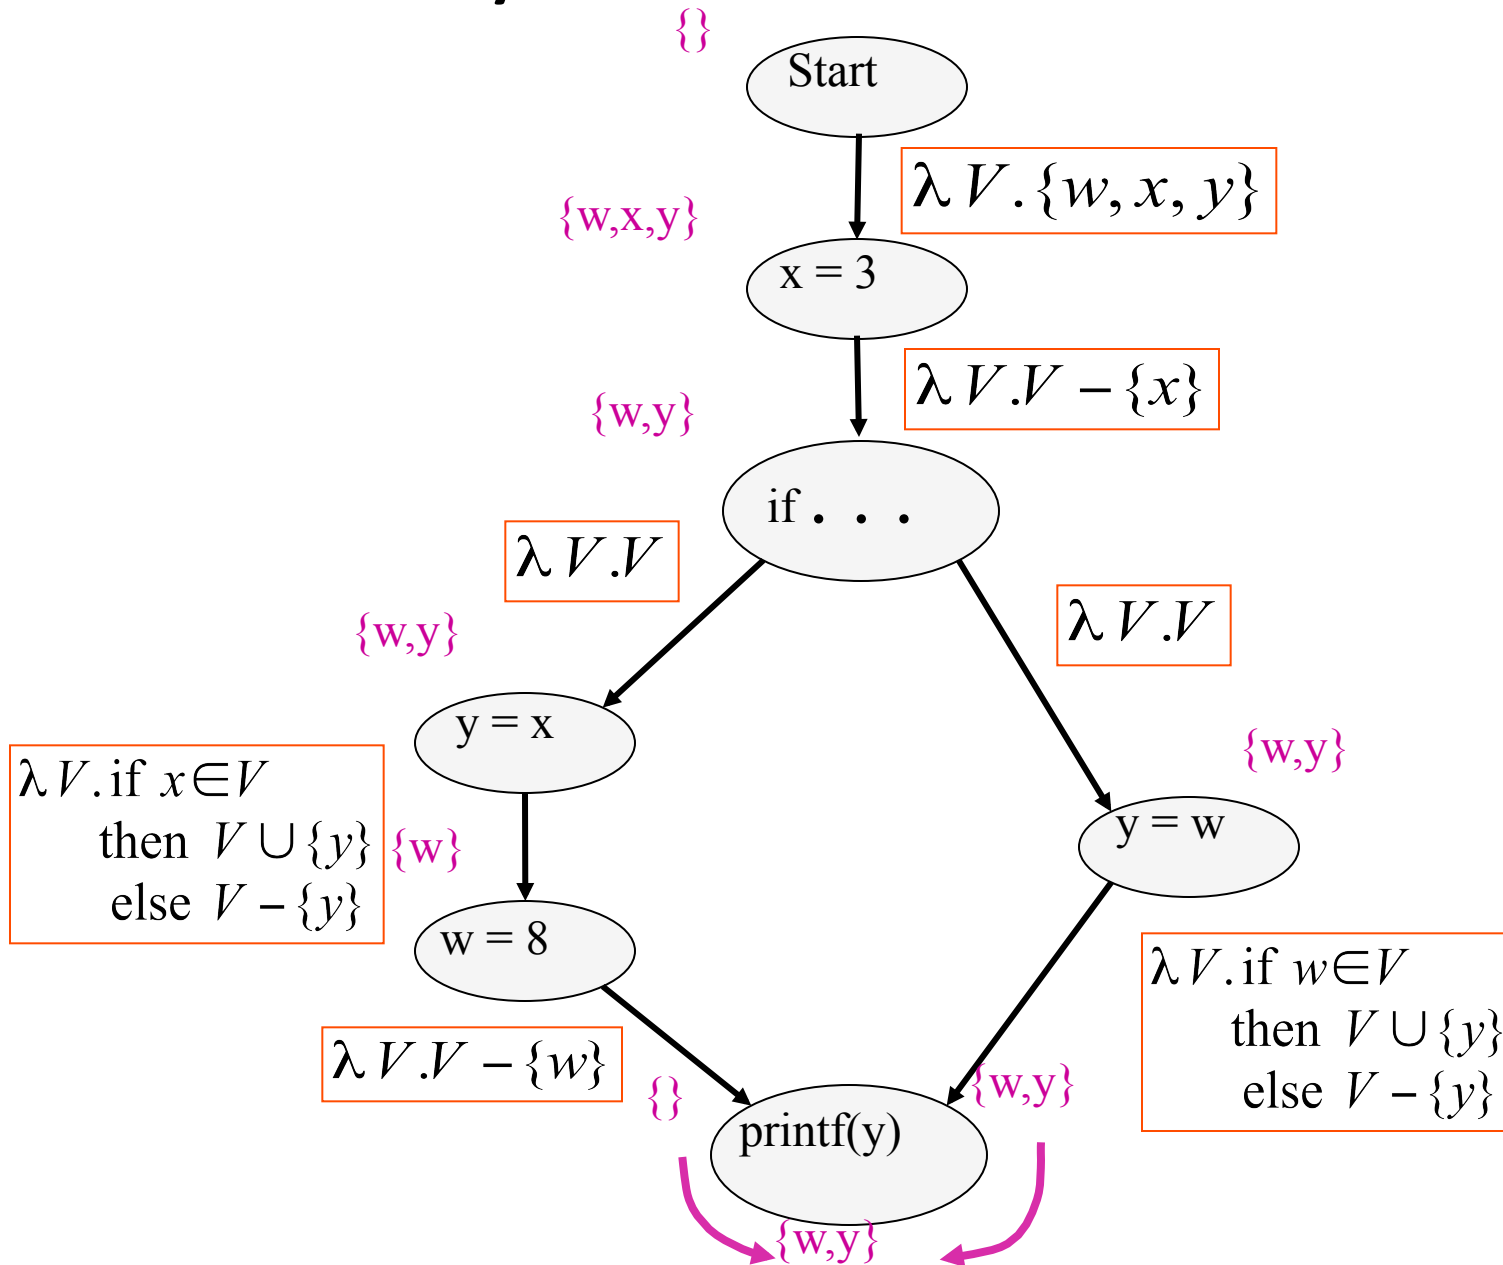 {}
Start
λV.{w, x, y}
{w,x,y}
x = 3
λV.V − {x}
{w,y}
if . . .
λV.V
λV.V
{w,y}
y = x
{w,y}
λV.if x∈V
then V ∪ {y}
else V − {y}
{w}
y = w
w = 8
λV.if w∈V
then V ∪ {y}
else V − {y}
λV.V − {w}
{}
{w,y}
printf(y)
{w,y}